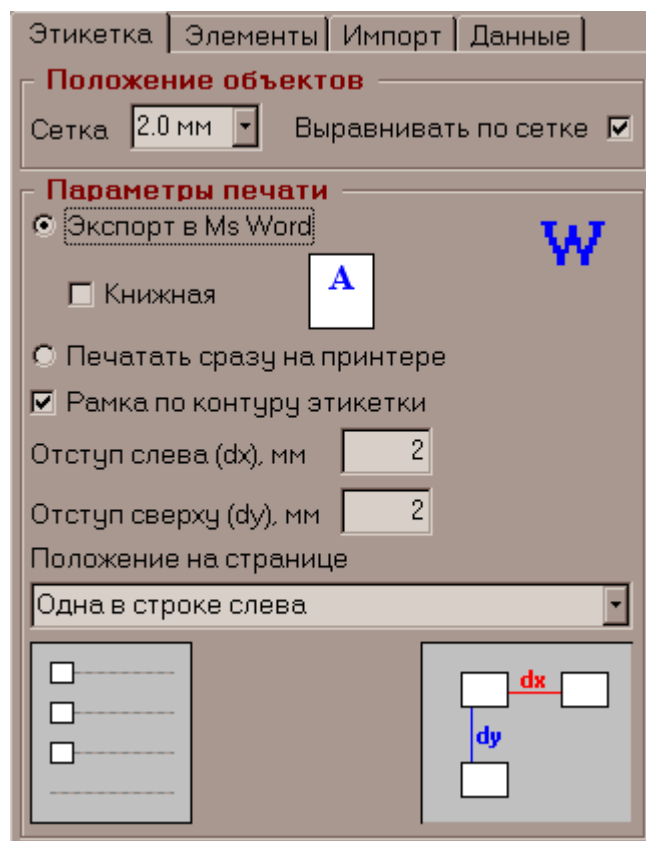 Этикетка Элементы Импорт Данные
Положение объектов
Сетка 2.0 мм Выравнивать по сетке
Параметры печати
Экспорт в Ms Word W
Книжная A
Печатать сразу на принтере
Рамка по контуру этикетки
Отступ слева (dx), мм 2
Отступ сверху (dy), мм 2
Положение на странице
Одна в строке слева
dx
dy